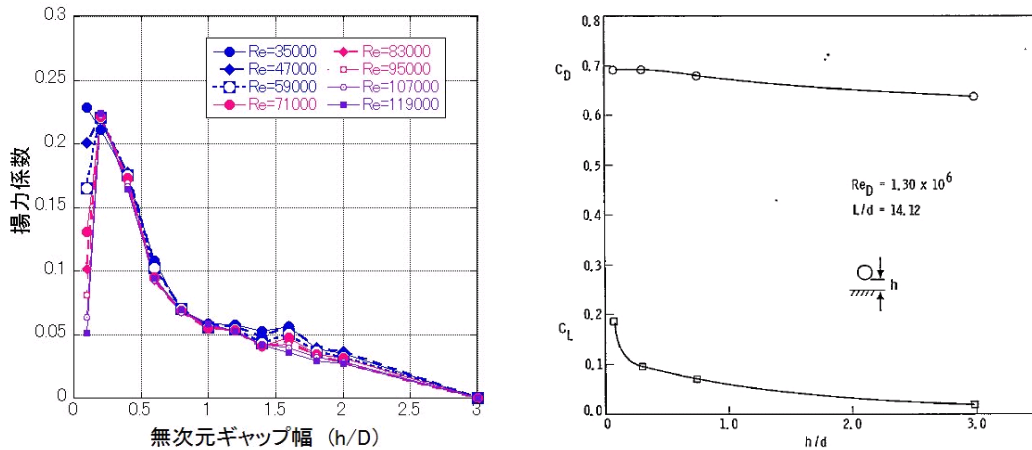 0.3
0.25
0.2
0.15
0.1
0.05
0
揚力係数
Re=35000
Re=47000
Re=59000
Re=71000
Re=83000
Re=95000
Re=107000
Re=119000
0 0.5 1 1.5 2 2.5 3
無次元ギャップ幅 (h/D)
0.8
0.7
C_D
0.6
0.5
0.4
0.3
0.2
C_L
0.1
0.0
Re_D = 1.30 x 10^6
L/d = 14.12
h
0 1.0 2.0 3.0
h/d